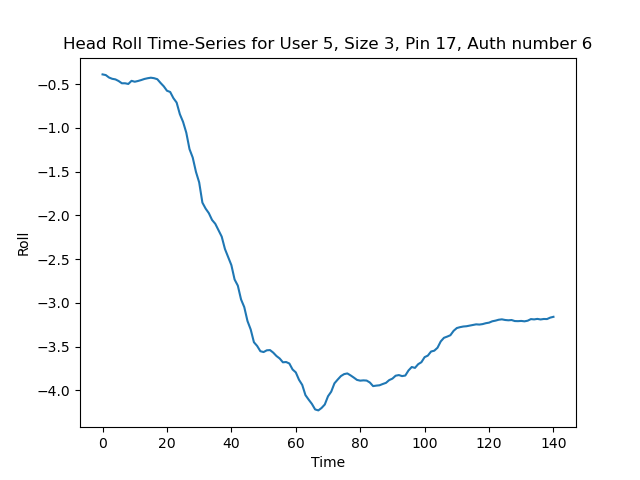 Head Roll Time-Series for User 5, Size 3, Pin 17, Auth number 6
−0.5
−1.0
−1.5
−2.0
−2.5
−3.0
−3.5
−4.0
Roll
0 20 40 60 80 100 120 140
Time